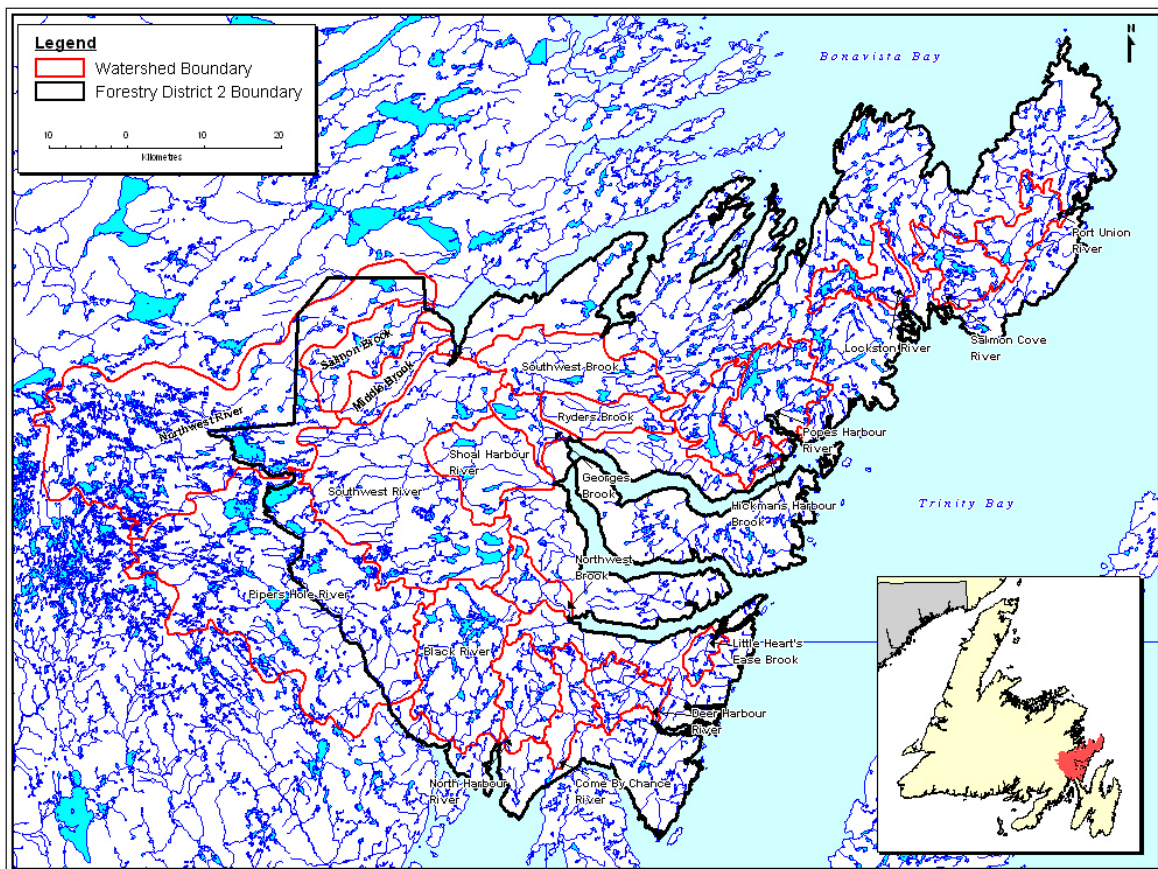 Legend
Watershed Boundary
Forestry District 2 Boundary
10 0 10 20
Kilometres
Bonavista Bay
N
Port Union
River
Salmon Cove
River
Lockston River
Salmon Brook
Middle Brook
Southwest Brook
Northwest River
Ryders Brook
Popes Harbour
River
Shoal Harbour
River
Georges
Brook
Southwest River
Hickmans Harbour
Brook
Trinity Bay
Northwest
Brook
Pipers Hole River
Little Heart's
Ease Brook
Black River
Deer Harbour
River
North Harbour
River
Come By Chance
River